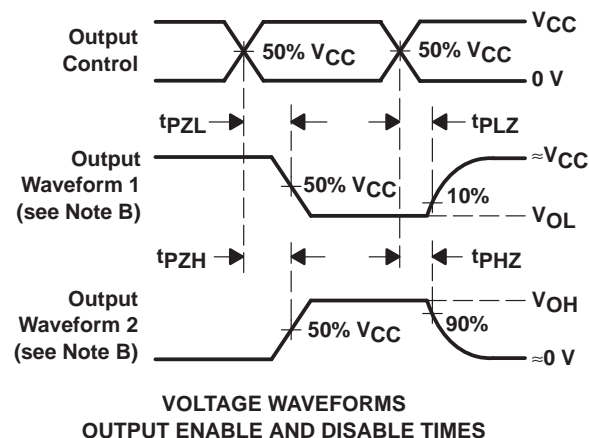 Output
Control
50% VCC
50% VCC
VCC
0 V
tPZL
tPLZ
Output
Waveform 1
(see Note B)
50% VCC
10%
≈VCC
VOL
tPZH
tPHZ
Output
Waveform 2
(see Note B)
50% VCC
90%
VOH
≈0 V
VOLTAGE WAVEFORMS
OUTPUT ENABLE AND DISABLE TIMES